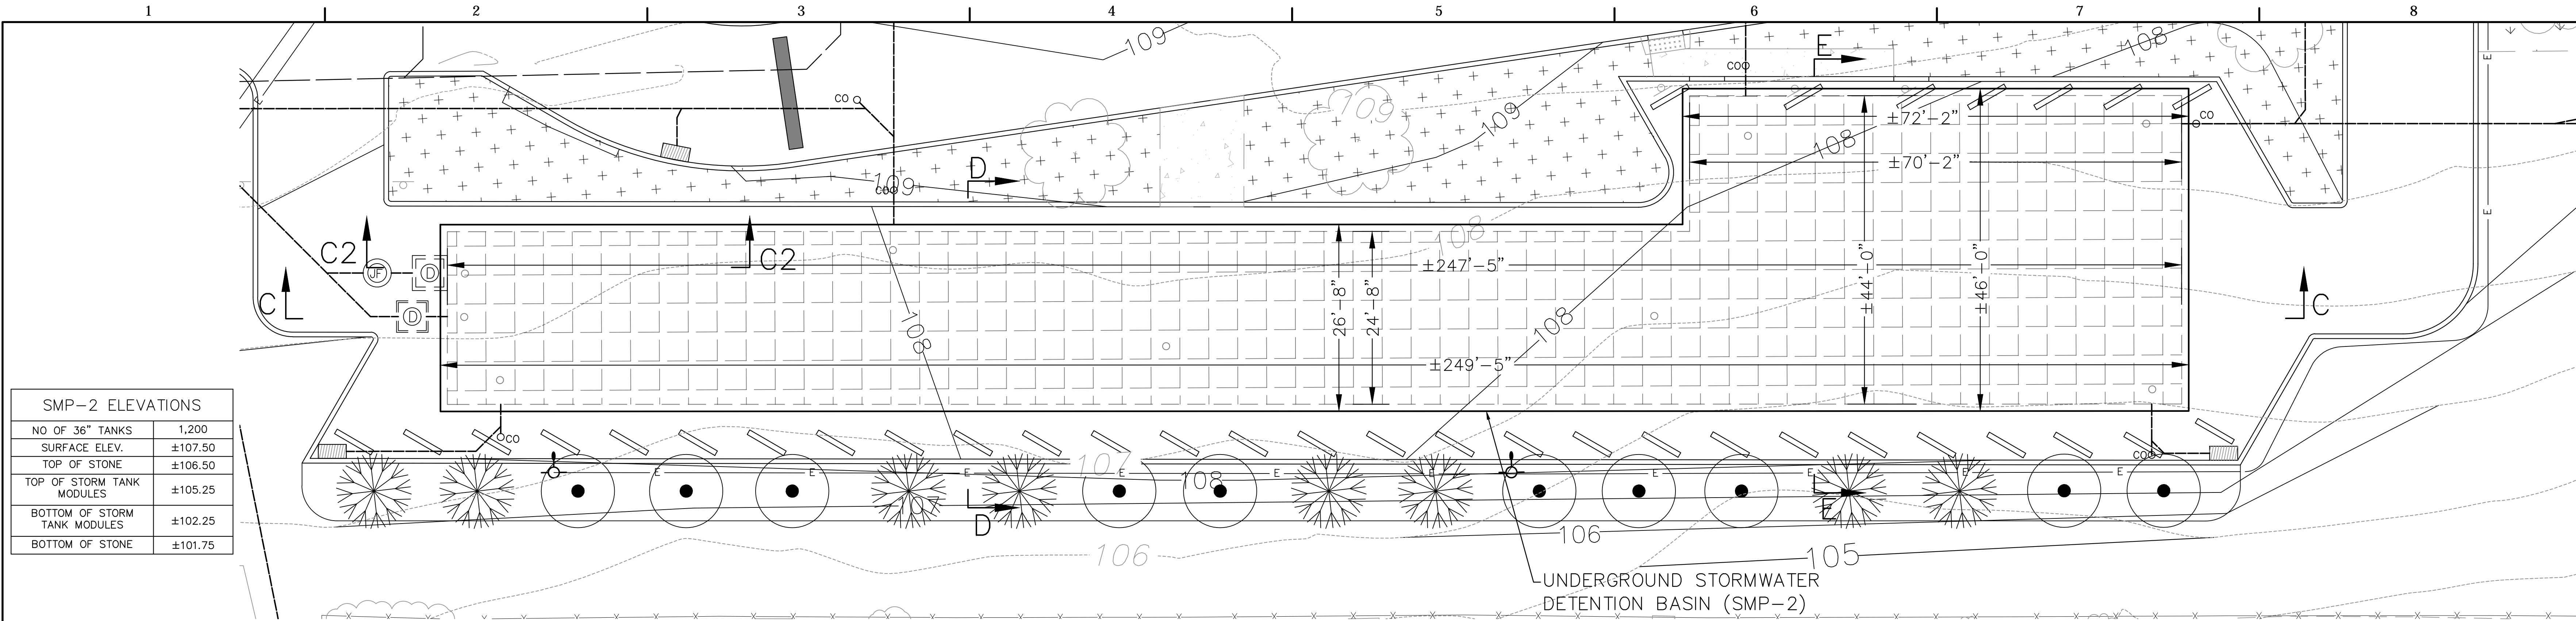 1 2 3 4 5 6 7 8
109
108
E
E
CO
109
109
108
±72'-2"
CO
CO
D
109
CO
±70'-2"
108
C2
C2
JF
D
±247'-5"
26'-8"
24'-8"
±44'-0"
±46'-0"
E
C
D
108
108
C
±249'-5"
SMP-2 ELEVATIONS
NO OF 36" TANKS 1,200
SURFACE ELEV. ±107.50
TOP OF STONE ±106.50
TOP OF STORM TANK
MODULES ±105.25
BOTTOM OF STORM
TANK MODULES ±102.25
BOTTOM OF STONE ±101.75
CO
CO
107
E E E E E E E E E
108
107
D
E
106
106
105
UNDERGROUND STORMWATER
DETENTION BASIN (SMP-2)